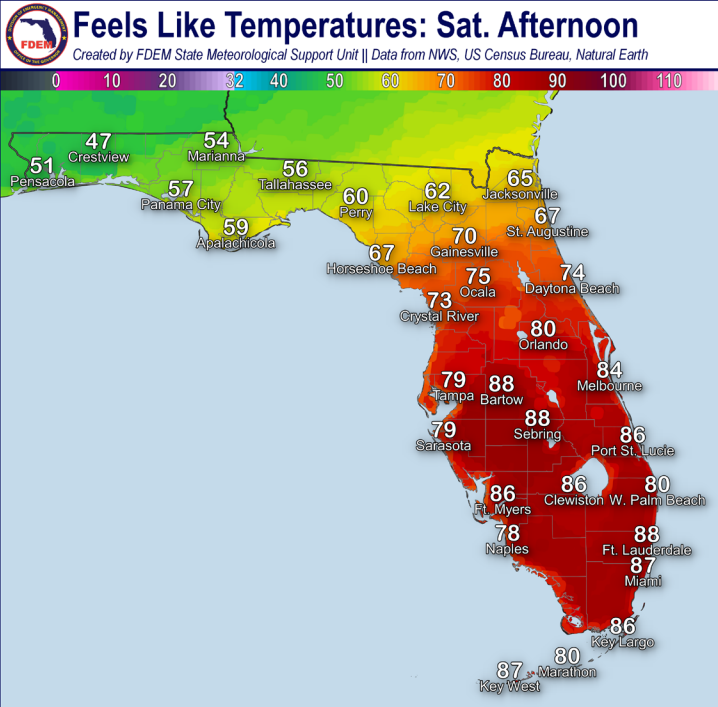 Feels Like Temperatures: Sat. Afternoon
Created by FDEM State Meteorological Support Unit || Data from NWS, US Census Bureau, Natural Earth
FDEM
0 10 20 32 40 50 60 70 80 90 100 110
47
Crestview
54
Marianna
51
Pensacola
56
Tallahassee
57
Panama City
59
Apalachicola
60
Perry
62
Lake City
65
Jacksonville
67
St. Augustine
70
Gainesville
67
Horseshoe Beach
75
Ocala
74
Daytona Beach
73
Crystal River
80
Orlando
84
Melbourne
79
Tampa
88
Bartow
88
Sebring
79
Sarasota
86
Port St. Lucie
86
Clewiston
80
W. Palm Beach
86
Ft. Myers
78
Naples
88
Ft. Lauderdale
87
Miami
86
Key Largo
80
Marathon
87
Key West